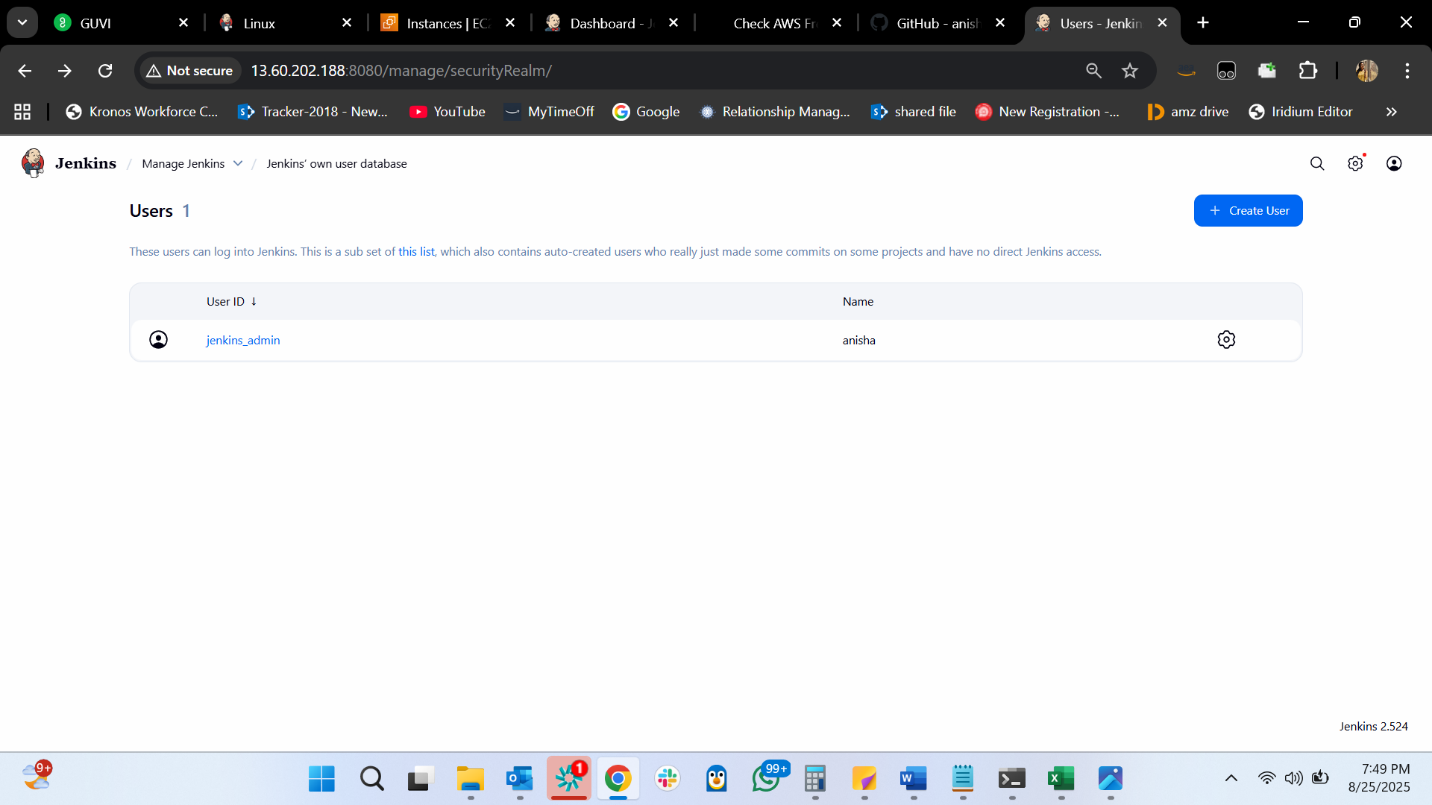 GUVI
Linux
Instances | EC2
Dashboard - J
Check AWS Fr
GitHub - anish
Users - Jenkin
Not secure
13.60.202.188:8080/manage/securityRealm/
Kronos Workforce C...
Tracker-2018 - New...
YouTube
MyTimeOff
Google
Relationship Manag...
shared file
New Registration -...
amz drive
Iridium Editor
Jenkins / Manage Jenkins / Jenkins' own user database
Users 1
+ Create User
These users can log into Jenkins. This is a sub set of this list, which also contains auto-created users who really just made some commits on some projects and have no direct Jenkins access.
User ID ↓ Name
jenkins_admin anisha
Jenkins 2.524
9+
1
99+
7:49 PM
8/25/2025